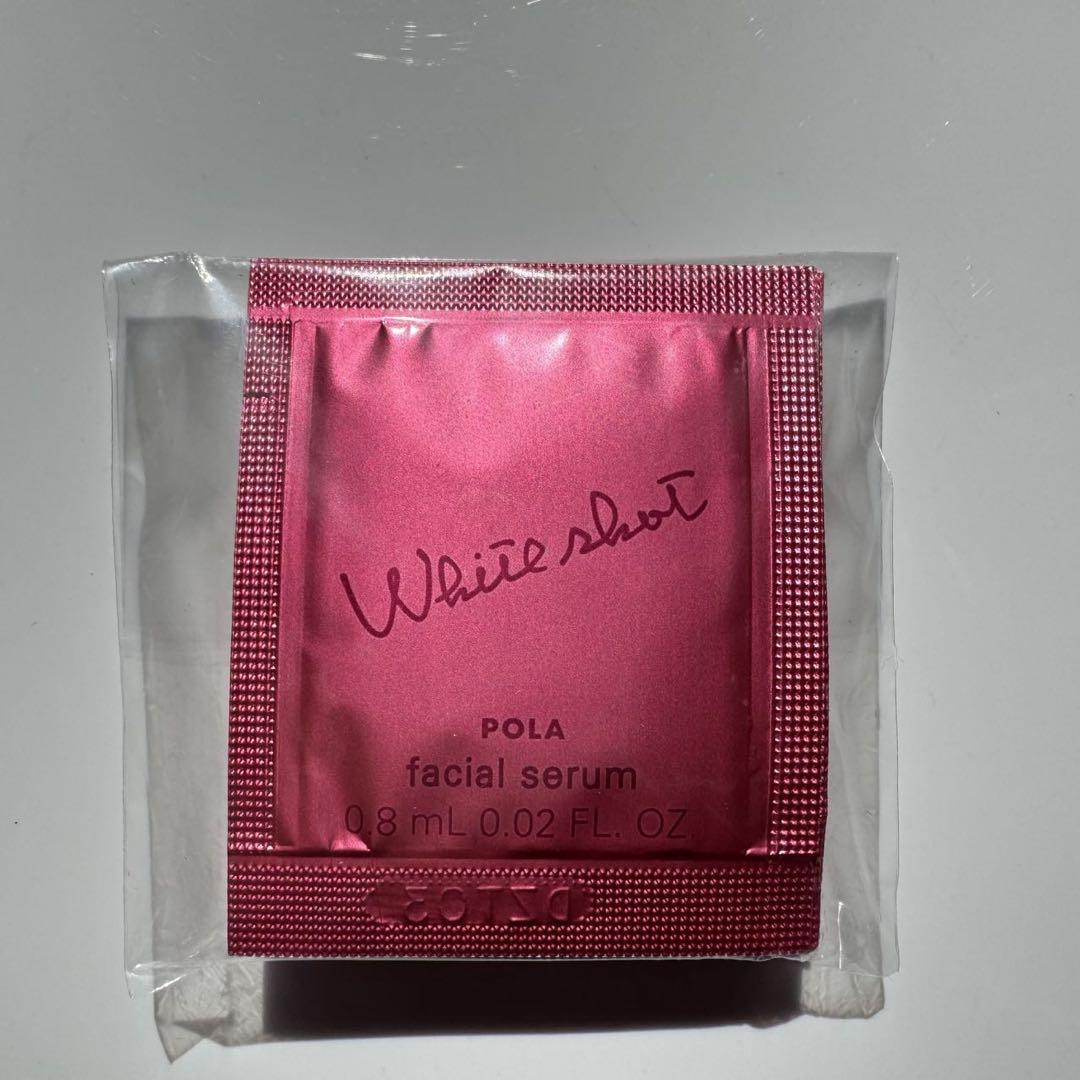 White shot
POLA
facial serum
0.8 mL 0.02 FL. OZ.